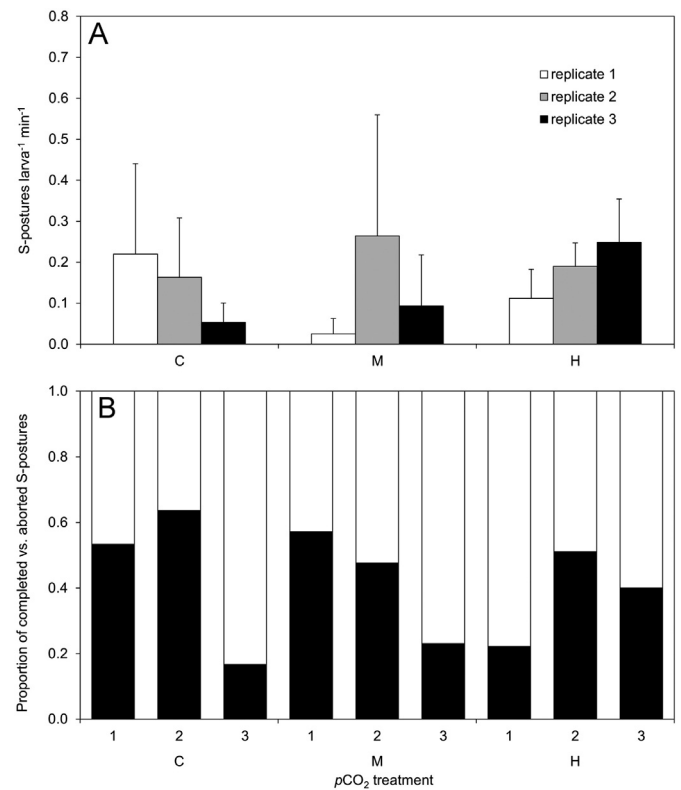 A
0.8
0.7
0.6
0.5
0.4
0.3
0.2
0.1
0.0
S-postures larva-1 min-1
replicate 1
replicate 2
replicate 3
C M H
B
1.0
0.8
0.6
0.4
0.2
0.0
Proportion of completed vs. aborted S-postures
1 2 3 1 2 3 1 2 3
C M H
pCO2 treatment